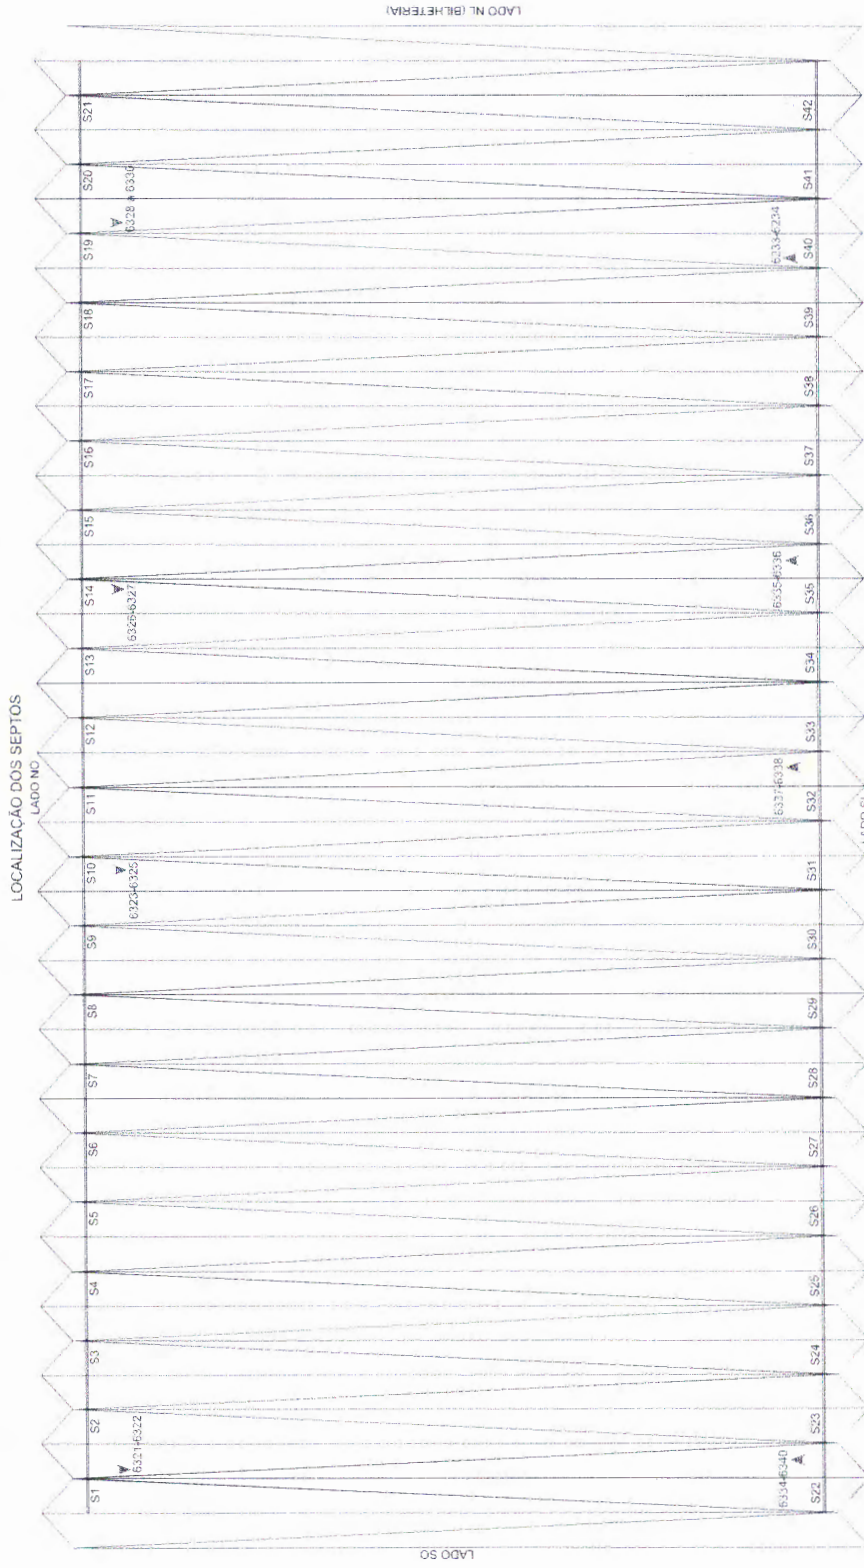 LOCALIZAÇÃO DOS SEPTOS
LADO NO
S1 S2 S3 S4 S5 S6 S7 S8 S9 S10 S11 S12 S13 S14 S15 S16 S17 S18 S19 S20 S21
6321-6322
6323-6325
6326-6327
6328 a 6330
LADO SO
LADO NL (BILHETERIA)
6334-6340
6337-6338
6335-6336
6233-6234
S22 S23 S24 S25 S26 S27 S28 S29 S30 S31 S32 S33 S34 S35 S36 S37 S38 S39 S40 S41 S42